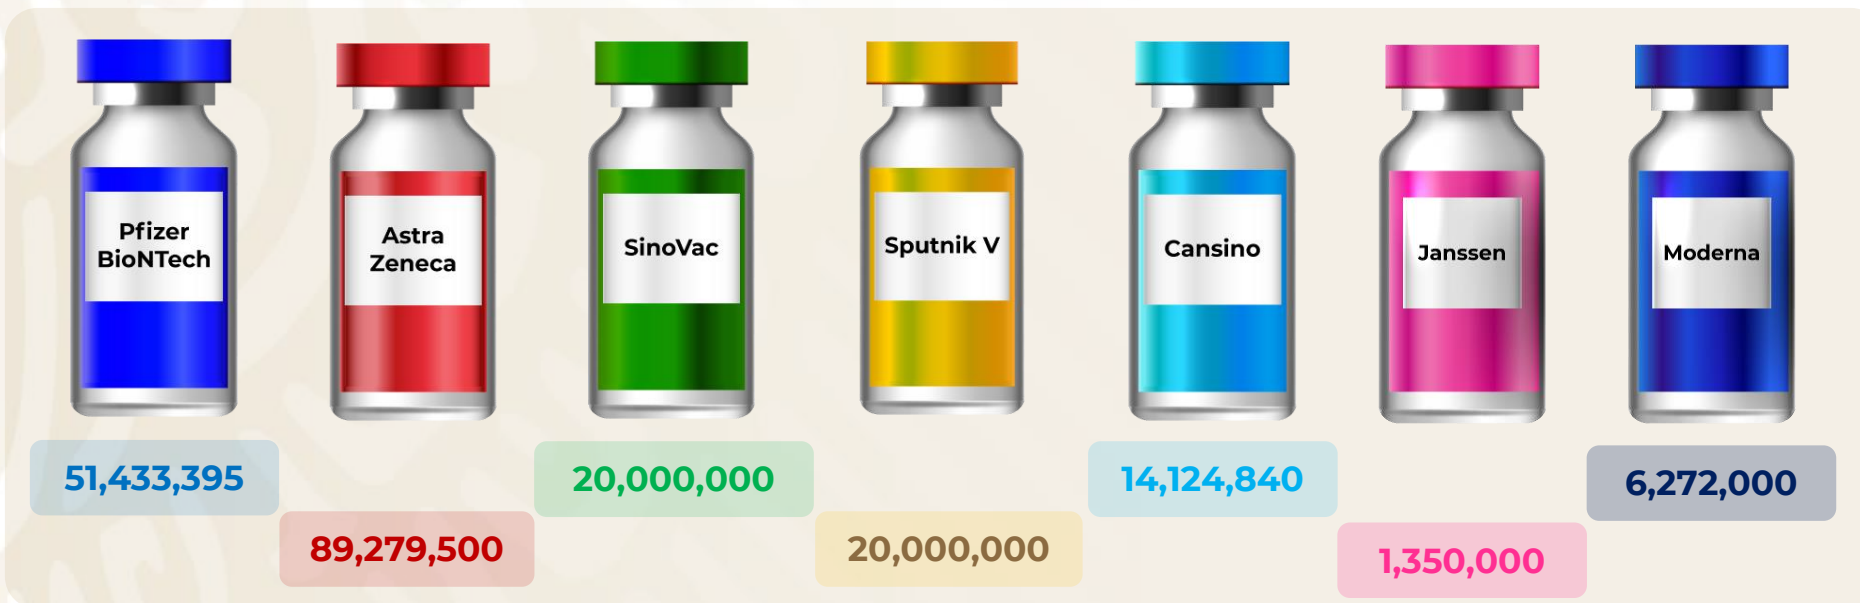 Pfizer
BioNTech
Astra
Zeneca
SinoVac
Sputnik V
Cansino
Janssen
Moderna
51,433,395
89,279,500
20,000,000
20,000,000
14,124,840
1,350,000
6,272,000